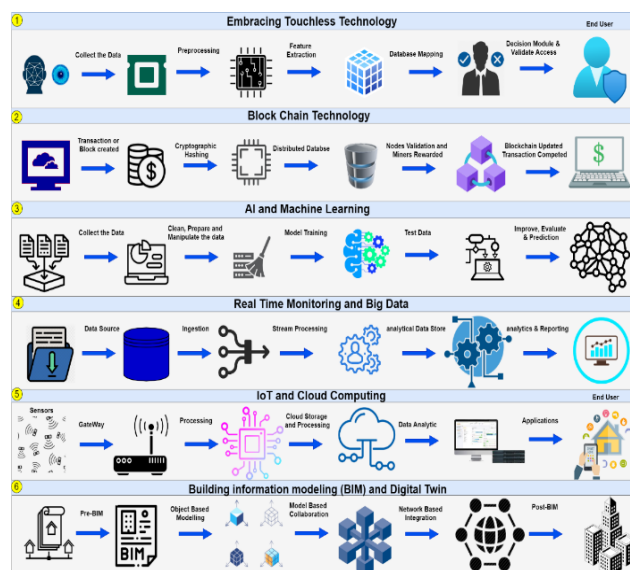 1
Embracing Touchless Technology
Collect the Data
Preprocessing
Feature
Extraction
Database Mapping
Decision Module &
Validate Access
End User
2
Block Chain Technology
Transaction or
Block created
Cryptographic
Hashing
Distributed Databse
Nodes Validation and
Miners Rewarded
Blockchain Updated
Transaction Competed
3
AI and Machine Learning
Collect the Data
Clean, Prepare and
Manipulate the data
Model Training
Test Data
Improve, Evaluate
& Prediction
4
Real Time Monitoring and Big Data
Data Source
Ingestion
Stream Processing
analytical Data Store
analytics & Reporting
5
IoT and Cloud Computing
Sensors
GateWay
Processing
Cloud Storage
and Processing
Data Analytic
Applications
End User
6
Building information modeling (BIM) and Digital Twin
Pre-BIM
BIM
Object Based
Modelling
Model Based
Collaboration
Network Based
Integration
Post-BIM